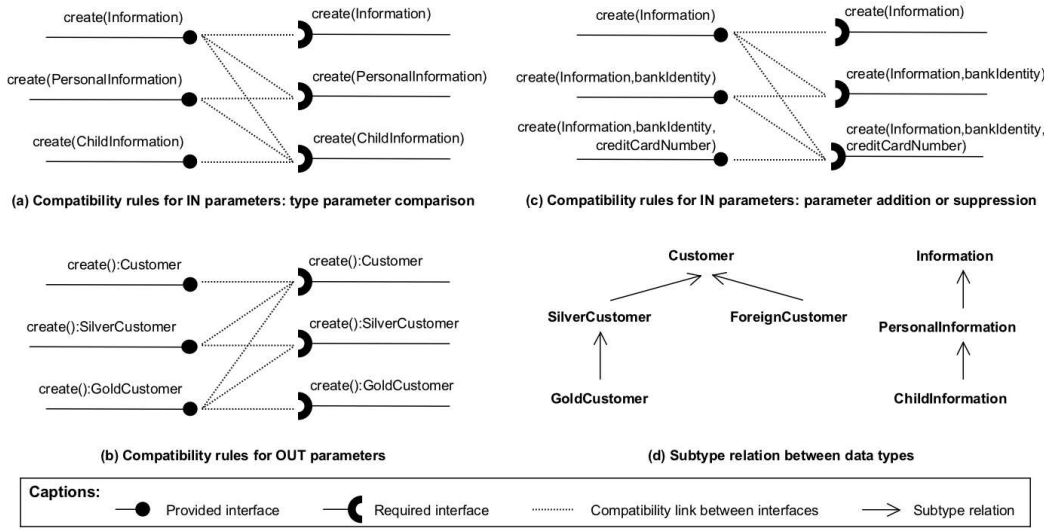 create(Information)
create(Information)
create(PersonalInformation)
create(PersonalInformation)
create(ChildInformation)
create(ChildInformation)
(a) Compatibility rules for IN parameters: type parameter comparison
create(Information)
create(Information)
create(Information,bankIdentity)
create(Information,bankIdentity)
create(Information,bankIdentity,
creditCardNumber)
create(Information,bankIdentity,
creditCardNumber)
(c) Compatibility rules for IN parameters: parameter addition or suppression
create():Customer
create():Customer
create():SilverCustomer
create():SilverCustomer
create():GoldCustomer
create():GoldCustomer
(b) Compatibility rules for OUT parameters
Customer
Information
SilverCustomer
ForeignCustomer
PersonalInformation
GoldCustomer
ChildInformation
(d) Subtype relation between data types
Captions:
Provided interface
Required interface
Compatibility link between interfaces
Subtype relation